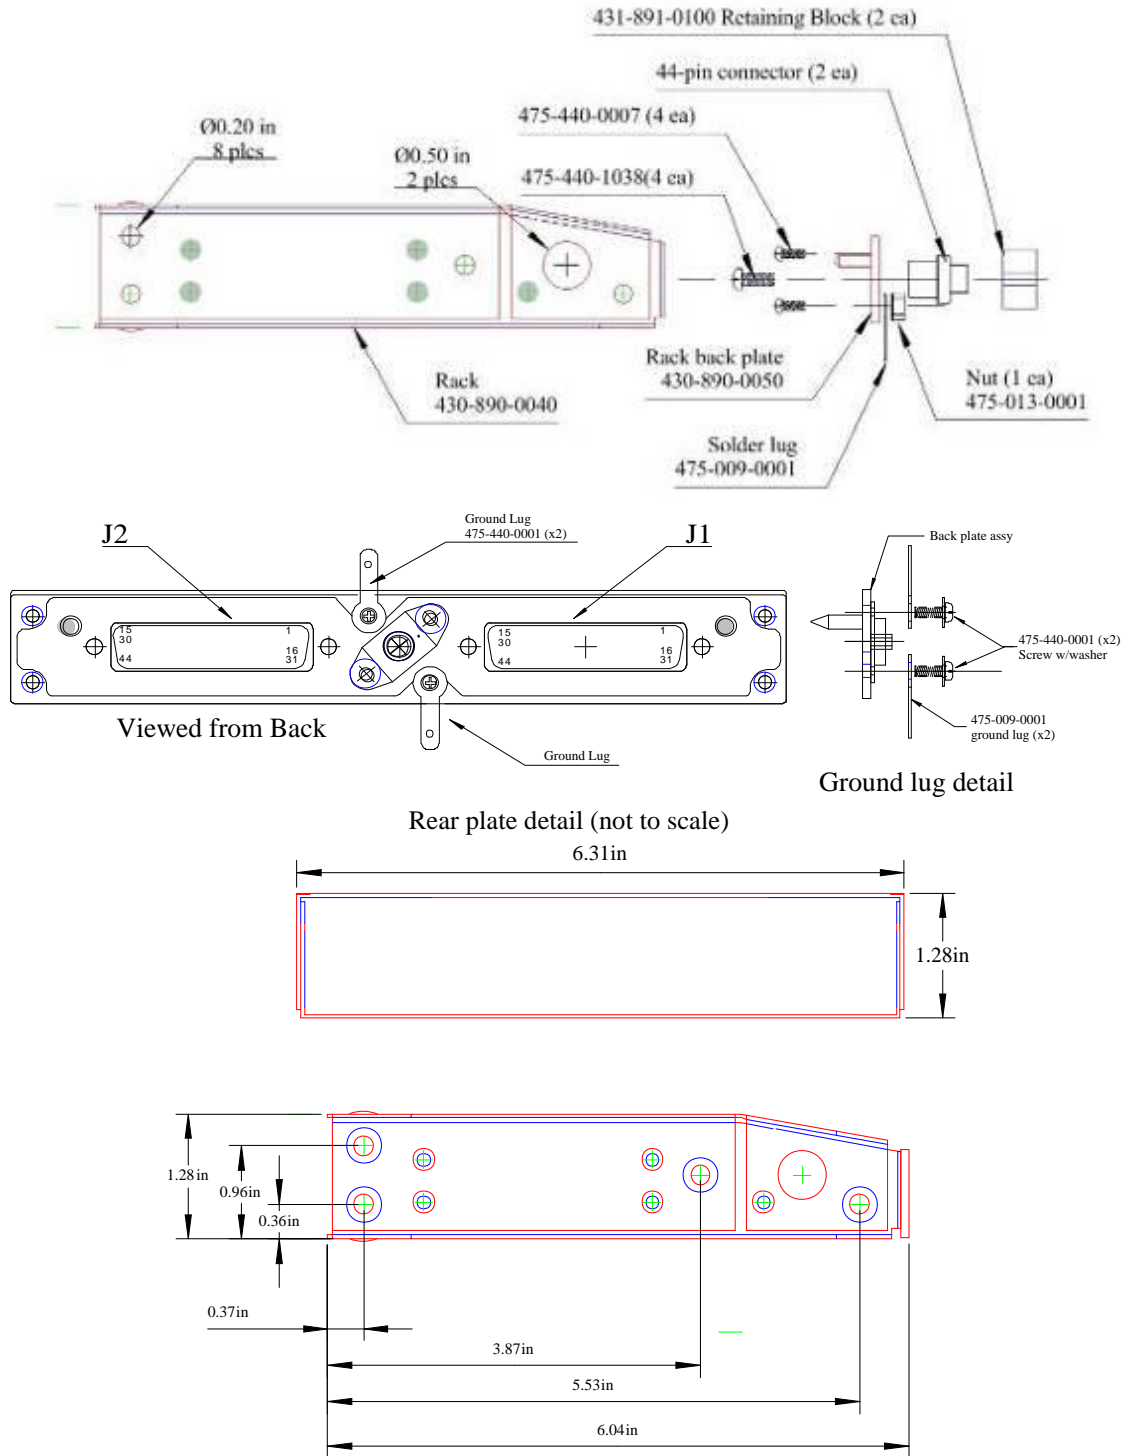 431-891-0100 Retaining Block (2 ea)
44-pin connector (2 ea)
475-440-0007 (4 ea)
Ø0.20 in
8 plcs
Ø0.50 in
2 plcs
475-440-1038(4 ea)
Rack back plate
430-890-0050
Nut (1 ea)
475-013-0001
Rack
430-890-0040
Solder lug
475-009-0001
J2
Ground Lug
475-440-0001 (x2)
J1
Back plate assy
15
30
44
1
16
31
15
30
44
1
16
31
475-440-0001 (x2)
Screw w/washer
475-009-0001
ground lug (x2)
Viewed from Back
Ground Lug
Ground lug detail
Rear plate detail (not to scale)
6.31in
1.28in
1.28in
0.96in
0.36in
0.37in
3.87in
5.53in
6.04in